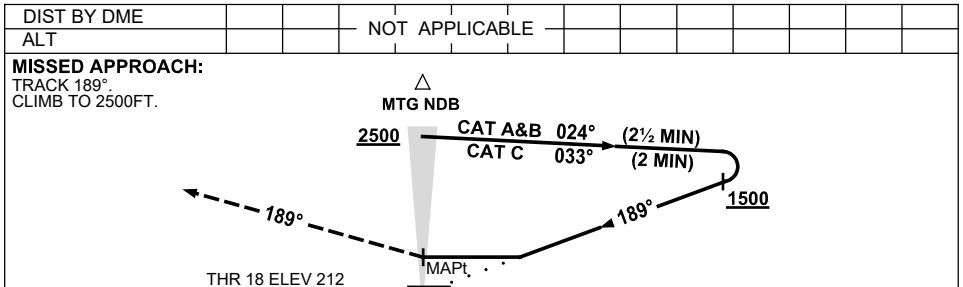 DIST BY DME
ALT
NOT APPLICABLE
MISSED APPROACH:
TRACK 189°.
CLIMB TO 2500FT.
MTG NDB
2500
CAT A&B 024° (2½ MIN)
CAT C 033° (2 MIN)
1500
189°
189°
MAPt
THR 18 ELEV 212